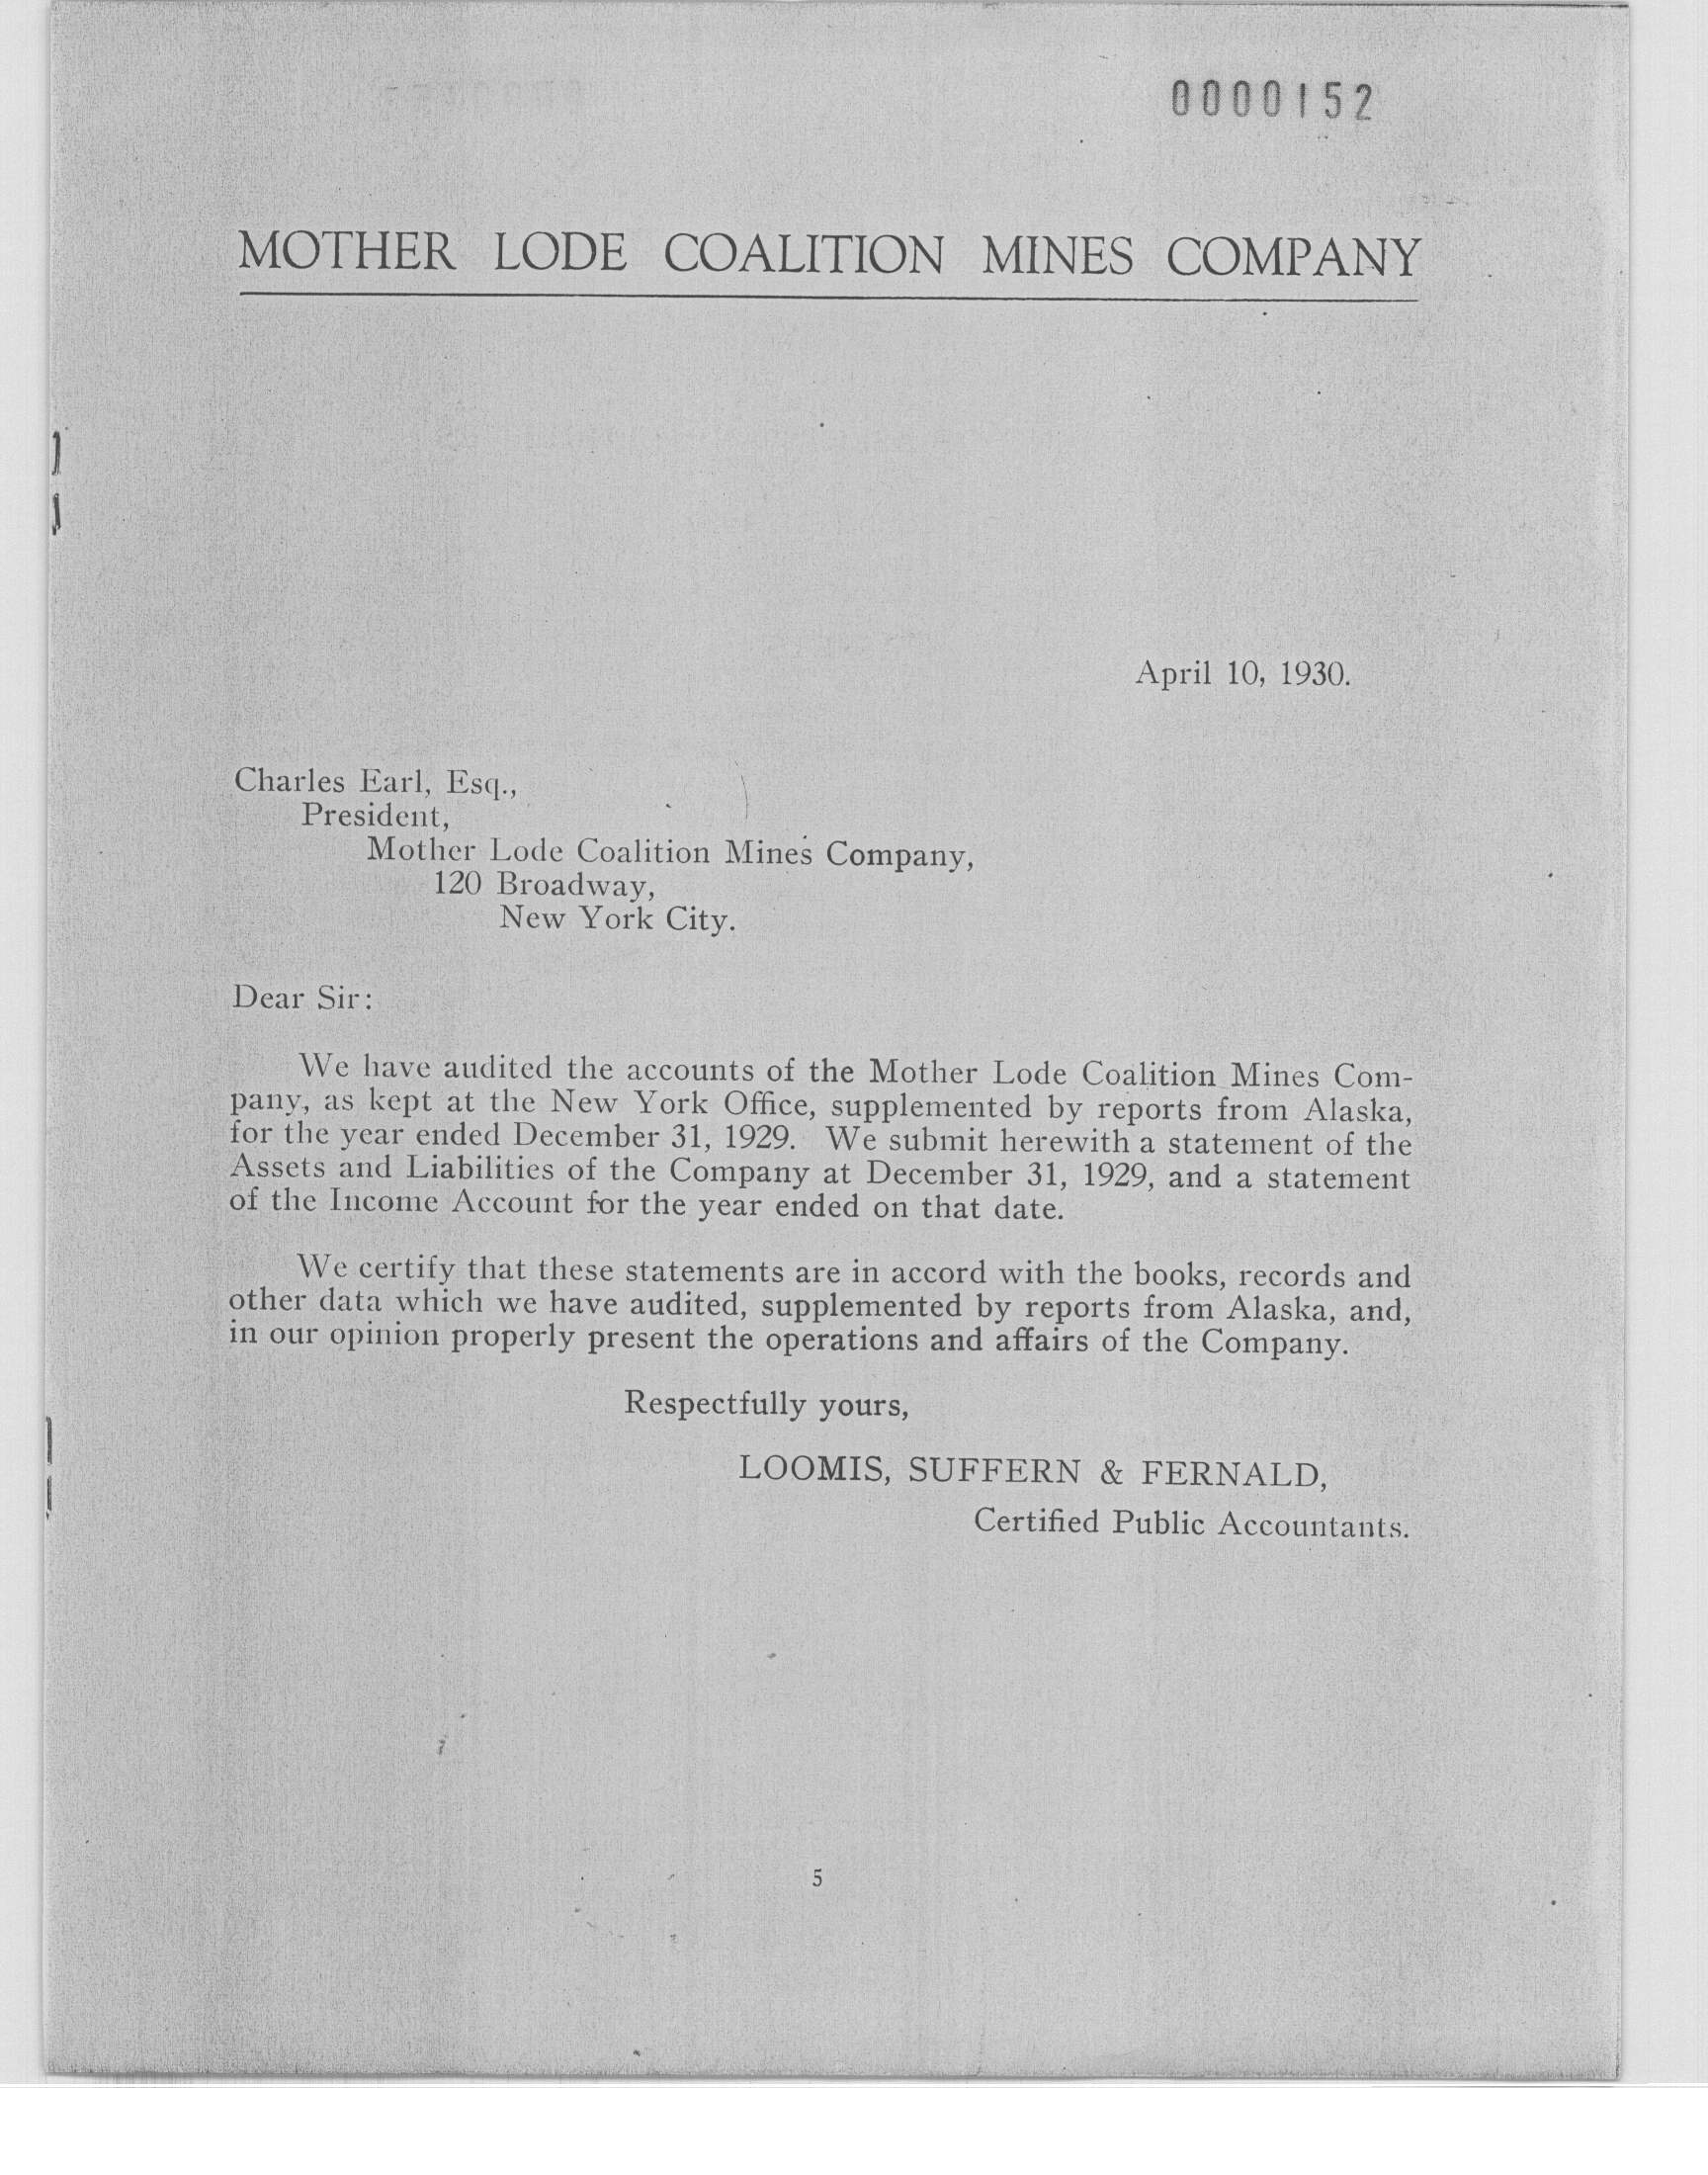 0000152
MOTHER LODE COALITION MINES COMPANY
April 10, 1930.
Charles Earl, Esq.,
President,
Mother Lode Coalition Mines Company,
120 Broadway,
New York City.
Dear Sir:
We have audited the accounts of the Mother Lode Coalition Mines Com-
pany, as kept at the New York Office, supplemented by reports from Alaska,
for the year ended December 31, 1929. We submit herewith a statement of the
Assets and Liabilities of the Company at December 31, 1929, and a statement
of the Income Account for the year ended on that date.
We certify that these statements are in accord with the books, records and
other data which we have audited, supplemented by reports from Alaska, and,
in our opinion properly present the operations and affairs of the Company.
Respectfully yours,
LOOMIS, SUFFERN & FERNALD,
Certified Public Accountants.
5